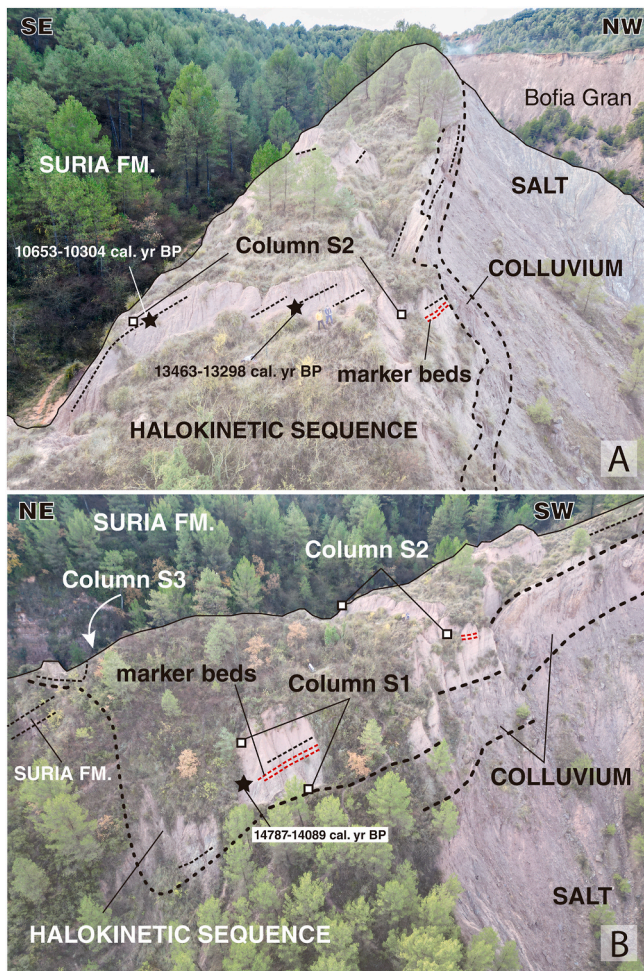 SE
NW
Bofia Gran
SURIA FM.
SALT
10653-10304 cal. yr BP
Column S2
COLLUVIUM
13463-13298 cal. yr BP
marker beds
HALOKINETIC SEQUENCE
A
NE
SW
SURIA FM.
Column S2
Column S3
marker beds
Column S1
SURIA FM.
COLLUVIUM
14787-14089 cal. yr BP
SALT
HALOKINETIC SEQUENCE
B